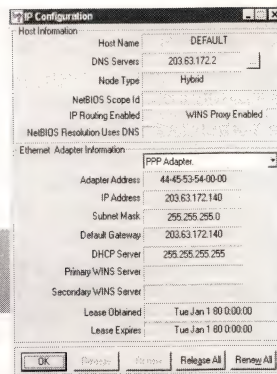 IP Configuration
Host Information
Host Name DEFAULT
DNS Servers 203.63.172.2 ...
Node Type Hybrid
NetBIOS Scope Id
IP Routing Enabled WINS Proxy Enabled
NetBIOS Resolution Uses DNS
Ethernet Adapter Information
PPP Adapter.
Adapter Address 44-45-53-54-00-00
IP Address 203.63.172.140
Subnet Mask 255.255.255.0
Default Gateway 203.63.172.140
DHCP Server 255.255.255.255
Primary WINS Server
Secondary WINS Server
Lease Obtained Tue Jan 1 80 0:00:00
Lease Expires Tue Jan 1 80 0:00:00
OK Release All Renew All